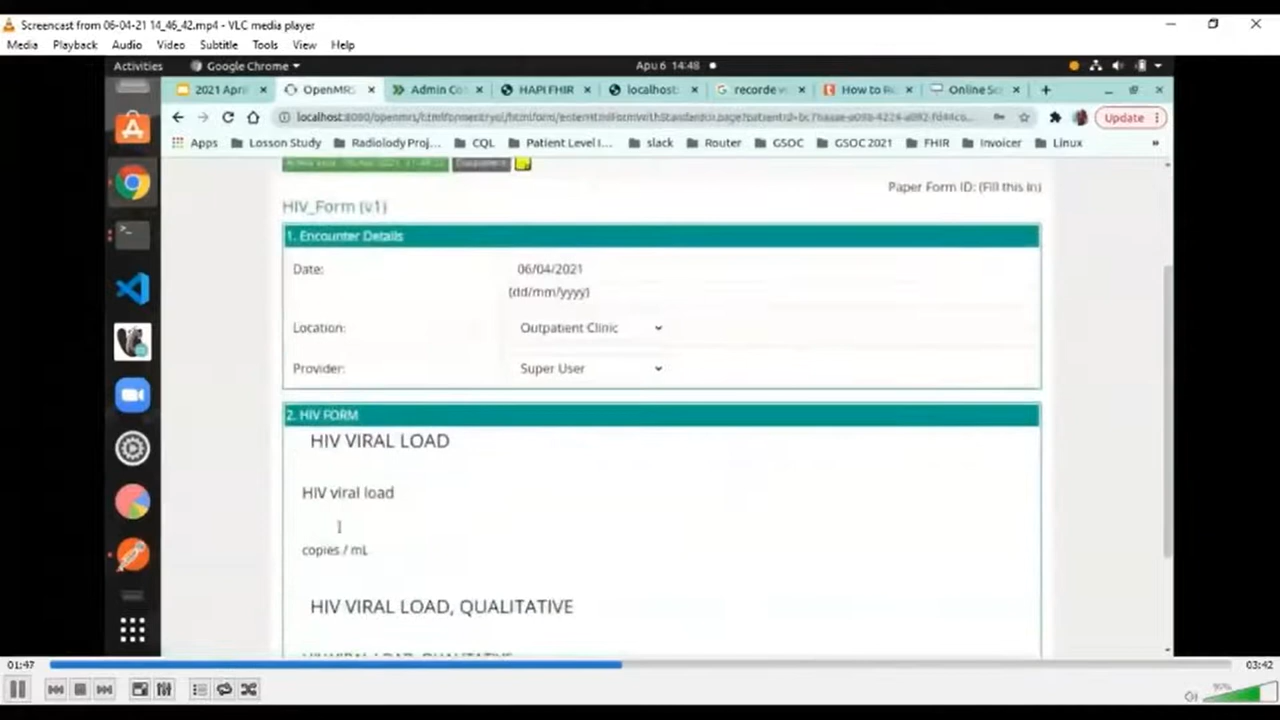 Screencast from 06-04-21 14_46_42.mp4 - VLC media player
Media Playback Audio Video Subtitle Tools View Help
Activities Google Chrome Apu 6 14:48
2021 Apri OpenMRS Admin Co HAPI FHIR localhost: recorde How to R Online Sc
Update
Apps Losson Study Radiolody Proj... CQL Patient Level I... slack Router GSOC GSOC 2021 FHIR Invoicer Linux »
Paper Form ID: (Fill this in)
HIV_Form (v1)
1. Encounter Details
Date: 06/04/2021
(dd/mm/yyyy)
Location: Outpatient Clinic
Provider: Super User
2. HIV FORM
HIV VIRAL LOAD
HIV viral load
copies / mL
HIV VIRAL LOAD, QUALITATIVE
01:47 03:42
90%